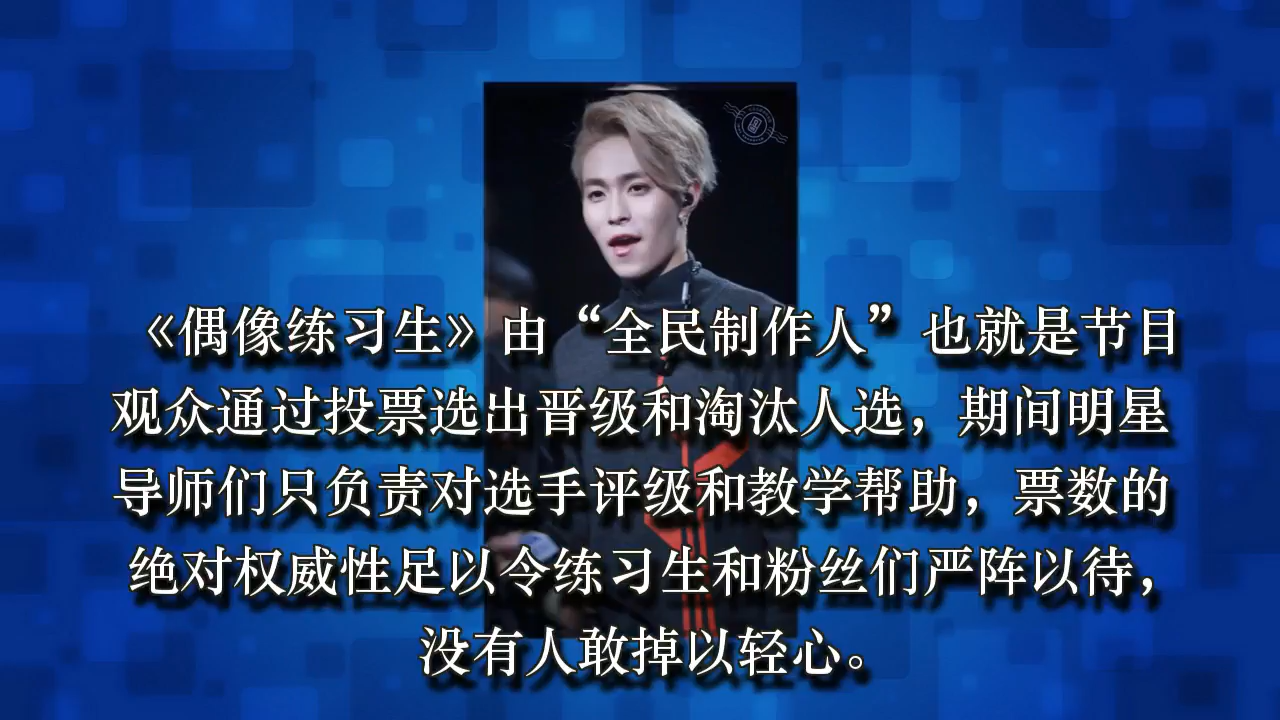 《偶像练习生》由“全民制作人”也就是节目
观众通过投票选出晋级和淘汰人选，期间明星
导师们只负责对选手评级和教学帮助，票数的
绝对权威性足以令练习生和粉丝们严阵以待，
没有人敢掉以轻心。